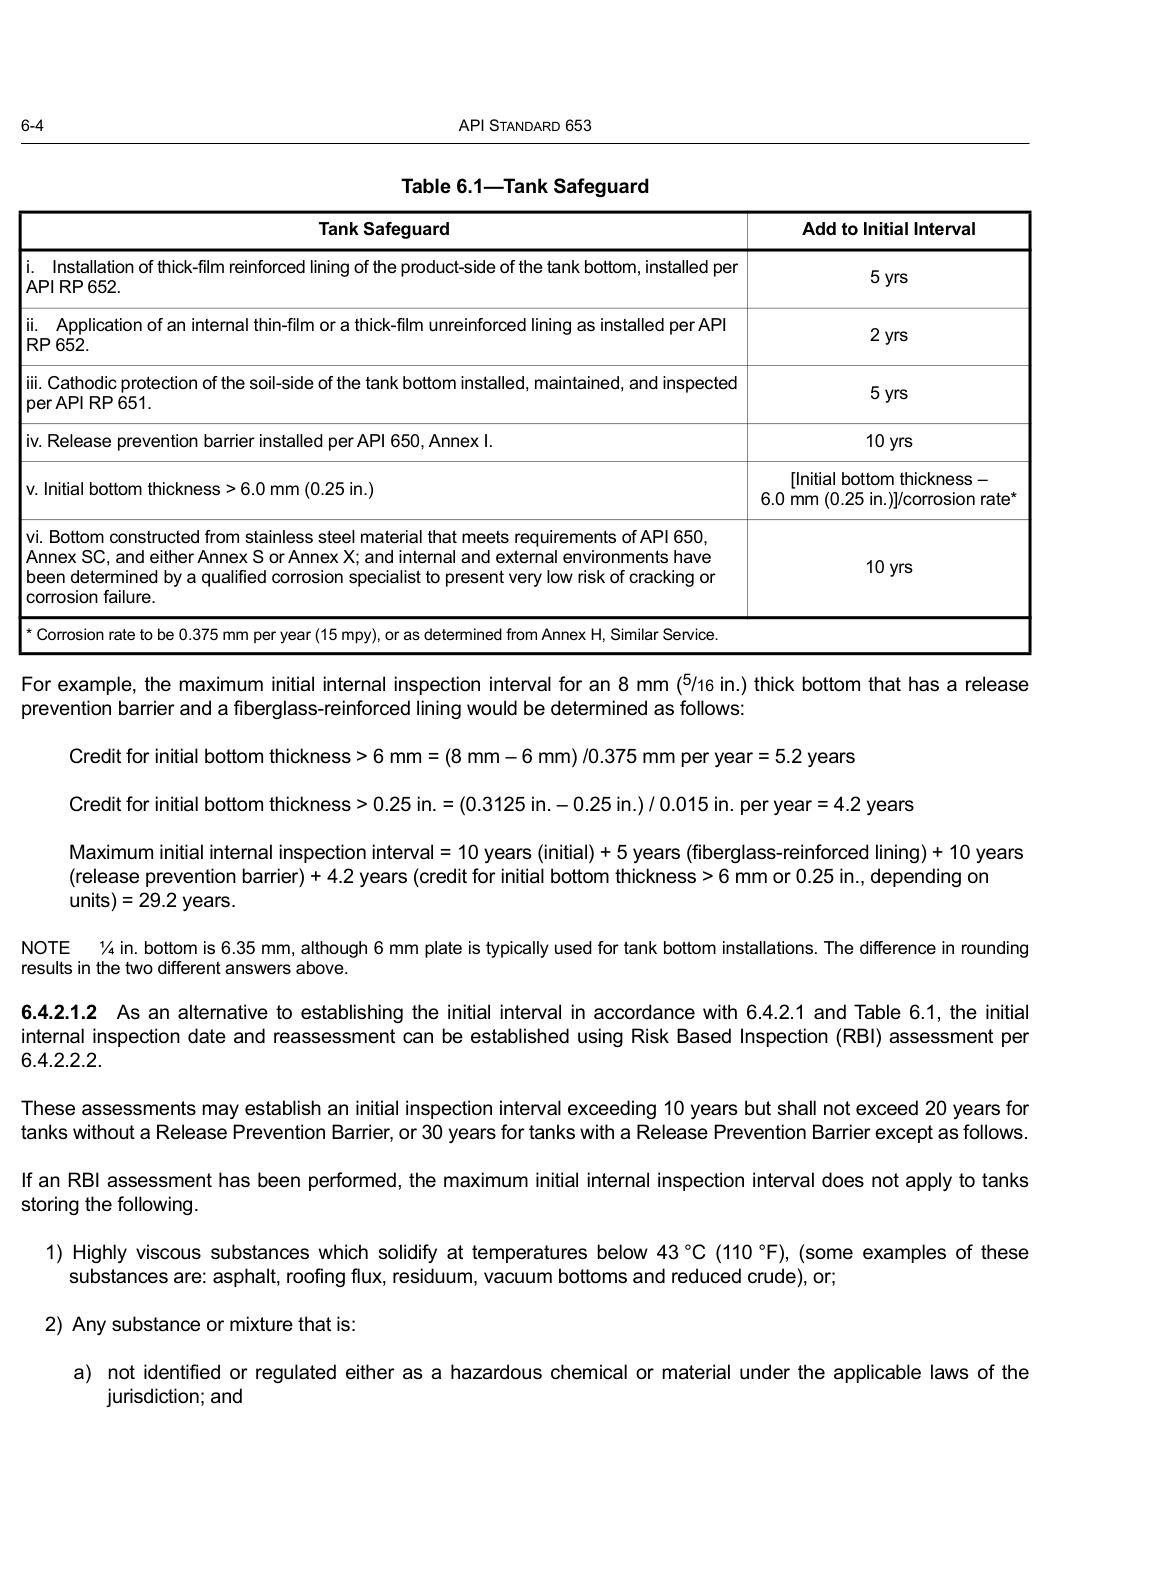 6-4 API STANDARD 653
Table 6.1—Tank Safeguard
Tank Safeguard Add to Initial Interval
i. Installation of thick-film reinforced lining of the product-side of the tank bottom, installed per
API RP 652.
5 yrs
ii. Application of an internal thin-film or a thick-film unreinforced lining as installed per API
RP 652.
2 yrs
iii. Cathodic protection of the soil-side of the tank bottom installed, maintained, and inspected
per API RP 651.
5 yrs
iv. Release prevention barrier installed per API 650, Annex I. 10 yrs
v. Initial bottom thickness > 6.0 mm (0.25 in.)
[Initial bottom thickness –
6.0 mm (0.25 in.)]/corrosion rate*
vi. Bottom constructed from stainless steel material that meets requirements of API 650,
Annex SC, and either Annex S or Annex X; and internal and external environments have
been determined by a qualified corrosion specialist to present very low risk of cracking or
corrosion failure.
10 yrs
* Corrosion rate to be 0.375 mm per year (15 mpy), or as determined from Annex H, Similar Service.
For example, the maximum initial internal inspection interval for an 8 mm (5/16 in.) thick bottom that has a release
prevention barrier and a fiberglass-reinforced lining would be determined as follows:
Credit for initial bottom thickness > 6 mm = (8 mm – 6 mm) /0.375 mm per year = 5.2 years
Credit for initial bottom thickness > 0.25 in. = (0.3125 in. – 0.25 in.) / 0.015 in. per year = 4.2 years
Maximum initial internal inspection interval = 10 years (initial) + 5 years (fiberglass-reinforced lining) + 10 years
(release prevention barrier) + 4.2 years (credit for initial bottom thickness > 6 mm or 0.25 in., depending on
units) = 29.2 years.
NOTE ¼ in. bottom is 6.35 mm, although 6 mm plate is typically used for tank bottom installations. The difference in rounding
results in the two different answers above.
6.4.2.1.2 As an alternative to establishing the initial interval in accordance with 6.4.2.1 and Table 6.1, the initial
internal inspection date and reassessment can be established using Risk Based Inspection (RBI) assessment per
6.4.2.2.2.
These assessments may establish an initial inspection interval exceeding 10 years but shall not exceed 20 years for
tanks without a Release Prevention Barrier, or 30 years for tanks with a Release Prevention Barrier except as follows.
If an RBI assessment has been performed, the maximum initial internal inspection interval does not apply to tanks
storing the following.
1) Highly viscous substances which solidify at temperatures below 43 °C (110 °F), (some examples of these
substances are: asphalt, roofing flux, residuum, vacuum bottoms and reduced crude), or;
2) Any substance or mixture that is:
a) not identified or regulated either as a hazardous chemical or material under the applicable laws of the
jurisdiction; and